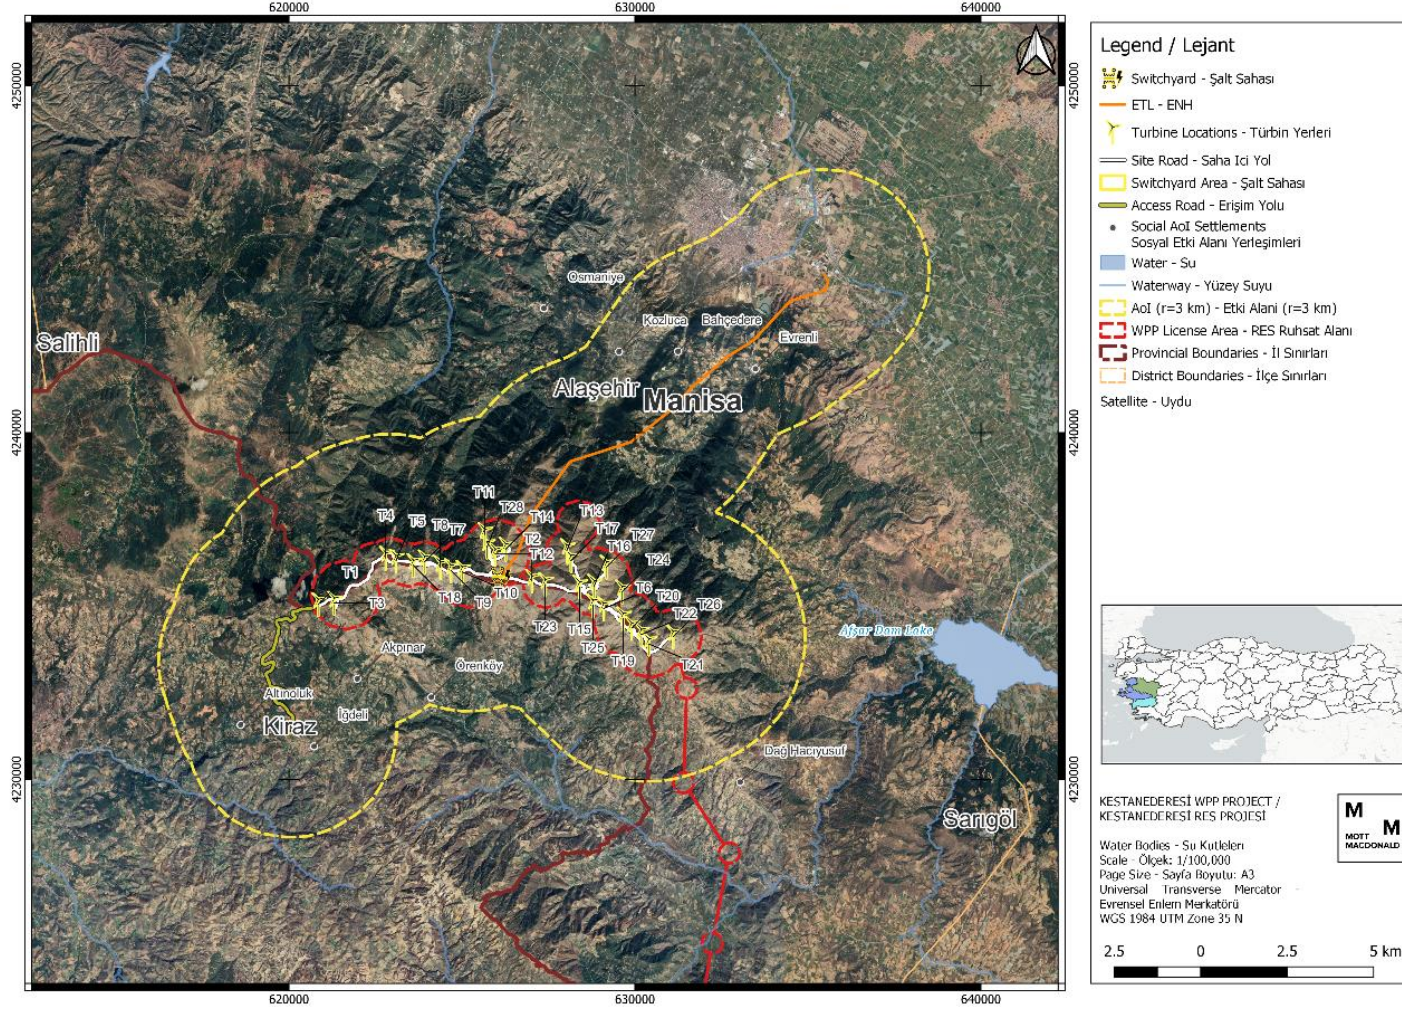 620000
630000
640000
4250000
4250000
Osmaniye
Kozluca
Bahçedere
Evrenli
Salihli
Alaşehir
Manisa
4240000
4240000
T11
T28
T13
T4
T5
T8
T7
T14
T17
T27
T2
T16
T12
T24
T1
T6
T20
T3
T18
T9
T10
T22
T26
T23
T15
T25
T19
T21
Afşar Dam Lake
Akpınar
Örenköy
Altınoluk
İğdeli
Kiraz
Dağ Hacıyusuf
4230000
4230000
Sarıgöl
620000
630000
640000
Legend / Lejant
Switchyard - Şalt Sahası
ETL - ENH
Turbine Locations - Türbin Yerleri
Site Road - Saha Ici Yol
Switchyard Area - Şalt Sahası
Access Road - Erişim Yolu
Social AoI Settlements
Sosyal Etki Alanı Yerleşimleri
Water - Su
Waterway - Yüzey Suyu
AoI (r=3 km) - Etki Alani (r=3 km)
WPP License Area - RES Ruhsat Alanı
Provincial Boundaries - İl Sınırları
District Boundaries - İlçe Sınırları
Satellite - Uydu
KESTANEDERESİ WPP PROJECT /
KESTANEDERESİ RES PROJESİ
M
M
MOTT
MACDONALD
Water Bodies - Su Kutleleri
Scale - Ölçek: 1/100,000
Page Size - Sayfa Boyutu: A3
Universal Transverse Mercator -
Evrensel Enlem Merkatörü
WGS 1984 UTM Zone 35 N
2.5 0 2.5 5 km